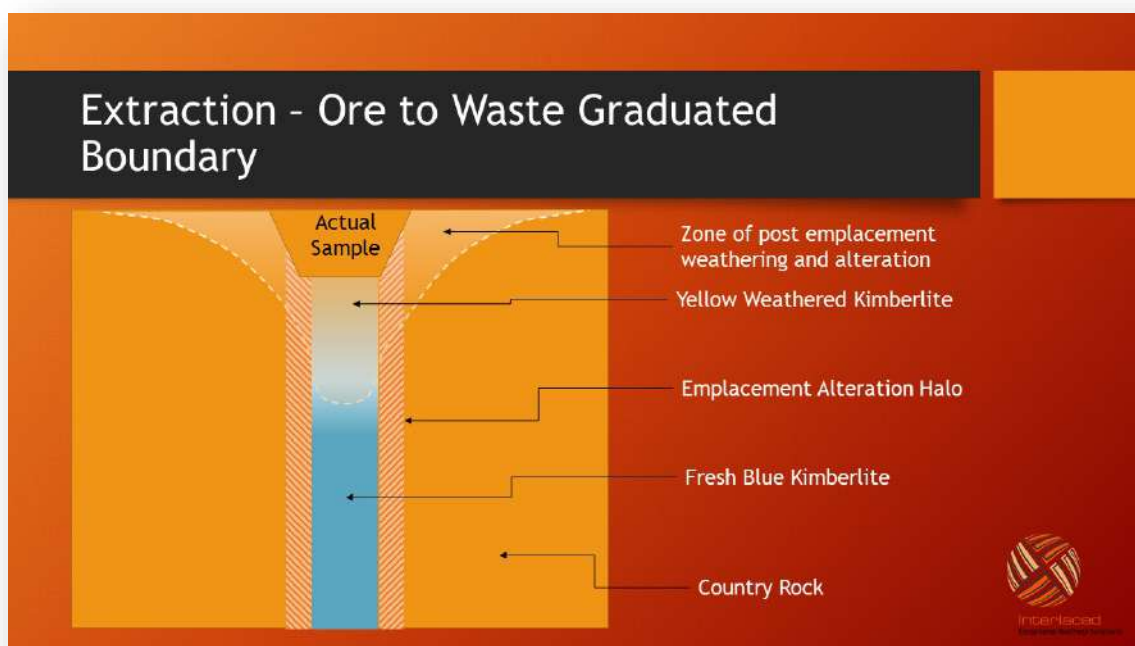 Extraction - Ore to Waste Graduated
Boundary
Actual
Sample
Zone of post emplacement
weathering and alteration
Yellow Weathered Kimberlite
Emplacement Alteration Halo
Fresh Blue Kimberlite
Country Rock
Interlaced